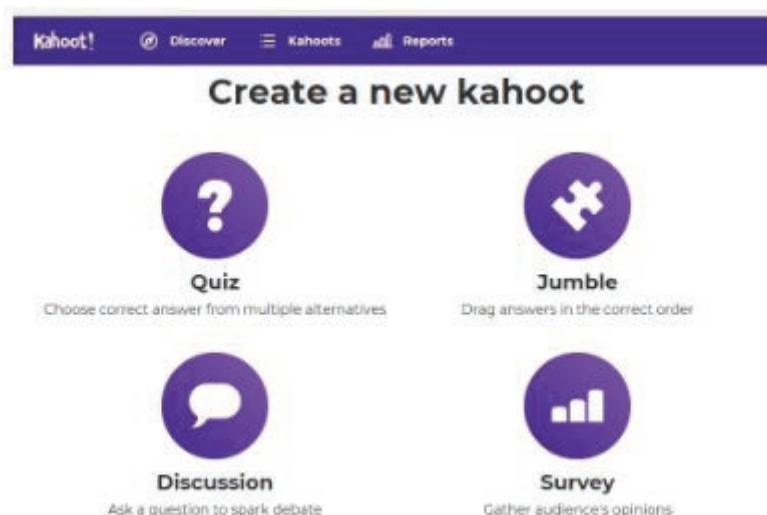 Kahoot! Discover Kahoots Reports
Create a new kahoot
?
Quiz
Choose correct answer from multiple alternatives
Jumble
Drag answers in the correct order
Discussion
Ask a question to spark debate
Survey
Gather audience's opinions